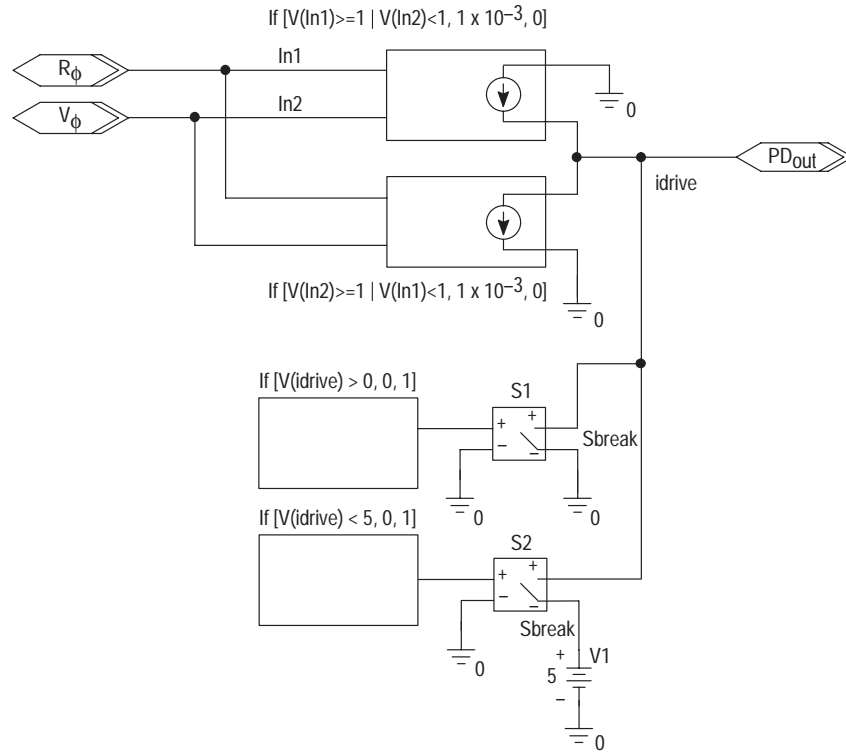 If [V(In1)>=1 | V(In2)<1, 1 x 10⁻³, 0]
In1
Rϕ
In2
Vϕ
0
PDout
idrive
If [V(In2)>=1 | V(In1)<1, 1 x 10⁻³, 0]
0
If [V(idrive) > 0, 0, 1]
S1
+ +
– –
Sbreak
0 0
If [V(idrive) < 5, 0, 1]
S2
+ +
– –
Sbreak
0
+ V1
5
–
0